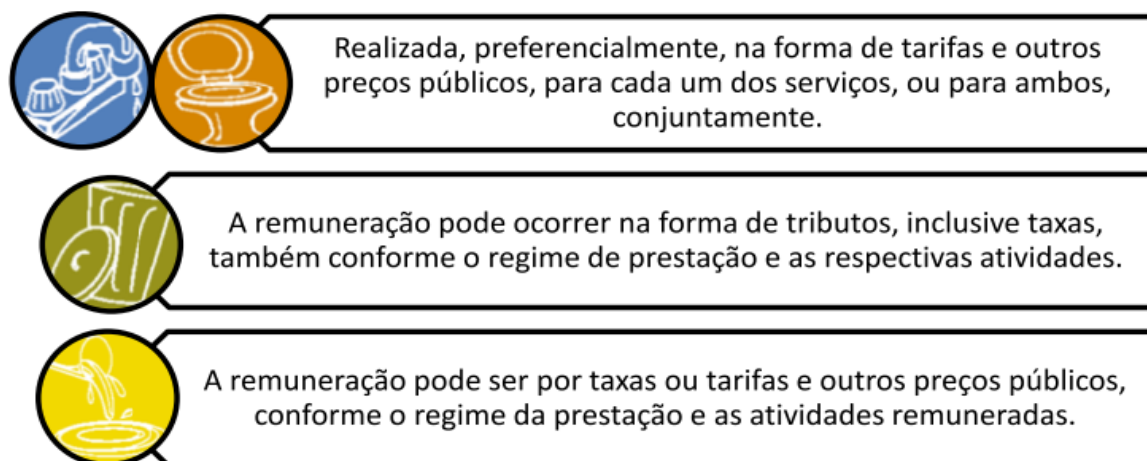 Realizada, preferencialmente, na forma de tarifas e outros
preços públicos, para cada um dos serviços, ou para ambos,
conjuntamente.
A remuneração pode ocorrer na forma de tributos, inclusive taxas,
também conforme o regime de prestação e as respectivas atividades.
A remuneração pode ser por taxas ou tarifas e outros preços públicos,
conforme o regime da prestação e as atividades remuneradas.